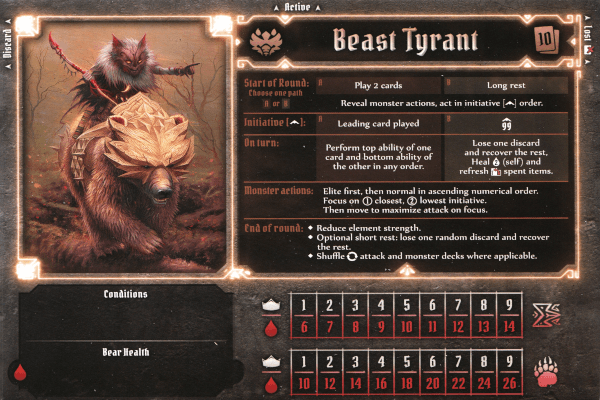 Active
Discard
Lost
Beast Tyrant
10
Start of Round:
Choose one path
A or B
A Play 2 cards
B Long rest
Reveal monster actions, act in initiative [ ] order.
Initiative [ ]:
A Leading card played
B 99
On turn:
Perform top ability of one
card and bottom ability of
the other in any order.
Lose one discard
and recover the rest,
Heal 2 (self) and
refresh spent items.
Monster actions:
Elite first, then normal in ascending numerical order.
Focus on 1 closest, 2 lowest initiative.
Then move to maximize attack on focus.
End of round:
◆ Reduce element strength.
◆ Optional short rest: lose one random discard and recover
the rest.
◆ Shuffle attack and monster decks where applicable.
Conditions
Bear Health
1 2 3 4 5 6 7 8 9
6 7 8 9 10 11 12 13 14
1 2 3 4 5 6 7 8 9
10 12 14 16 18 20 22 24 26